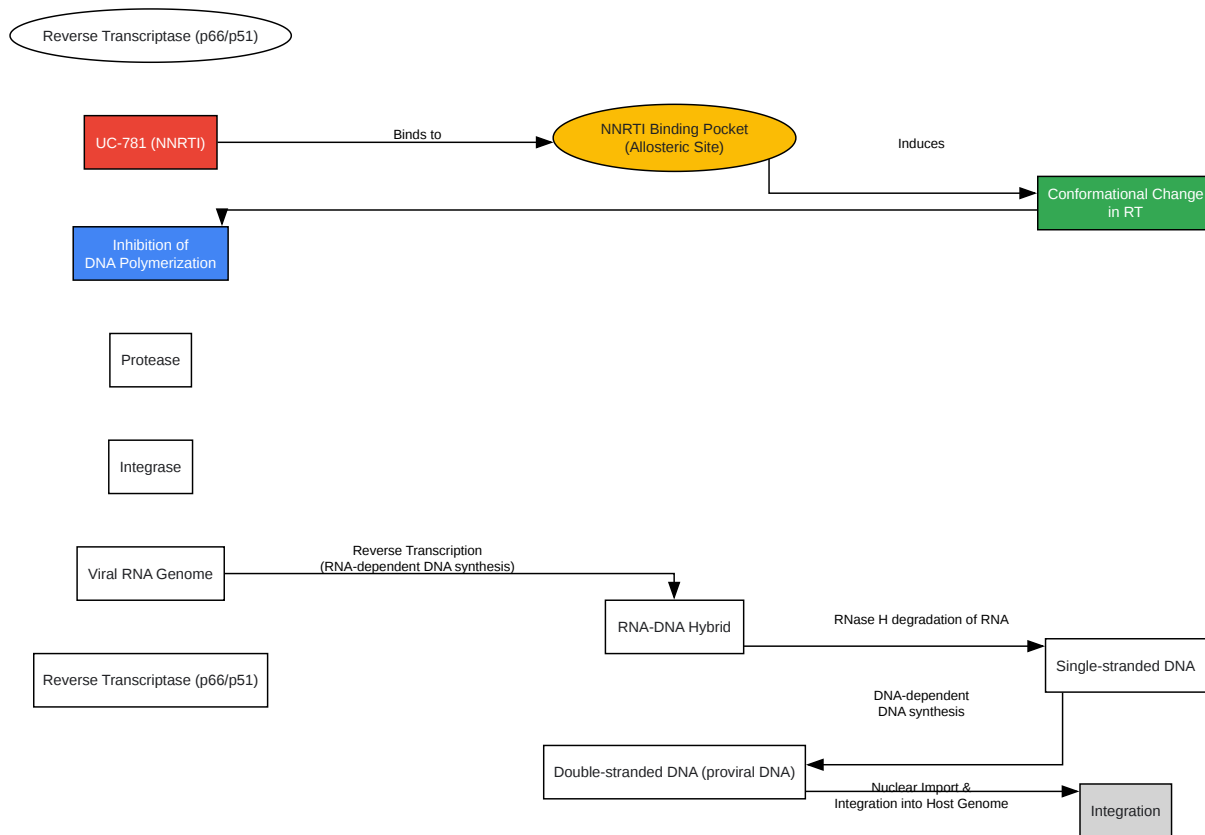 Reverse Transcriptase (p66/p51)
UC-781 (NNRTI)
Binds to
NNRTI Binding Pocket
(Allosteric Site)
Induces
Conformational Change
in RT
Inhibition of
DNA Polymerization
Protease
Integrase
Viral RNA Genome
Reverse Transcription
(RNA-dependent DNA synthesis)
RNA-DNA Hybrid
RNase H degradation of RNA
Single-stranded DNA
Reverse Transcriptase (p66/p51)
DNA-dependent
DNA synthesis
Double-stranded DNA (proviral DNA)
Nuclear Import &
Integration into Host Genome
Integration